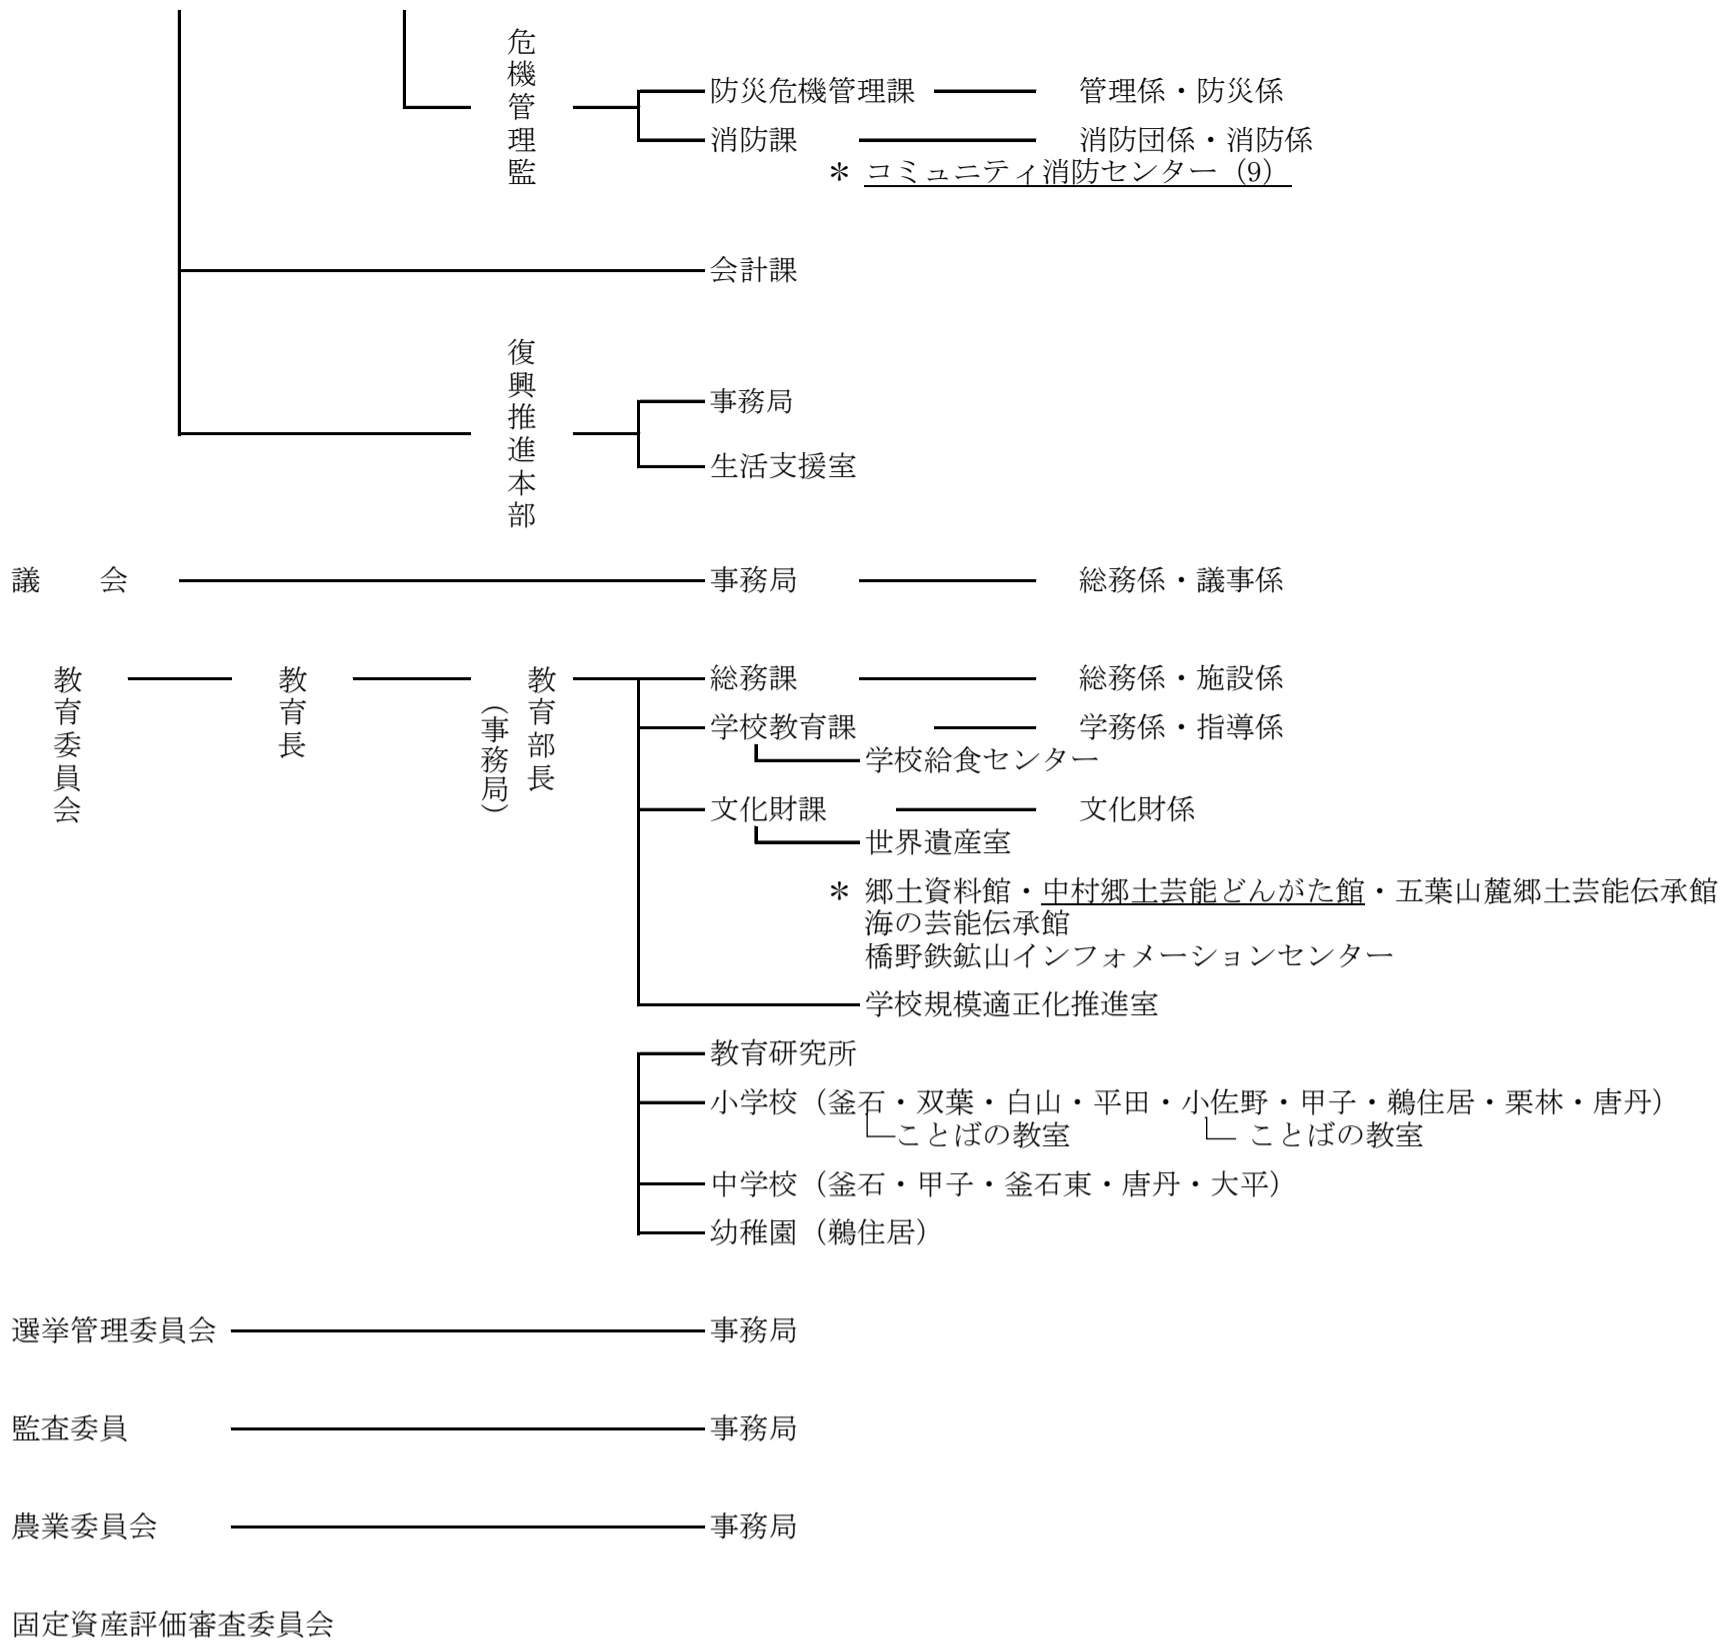 危機管理監
防災危機管理課 管理係・防災係
消防課 消防団係・消防係
＊ コミュニティ消防センター（9）
会計課
復興推進本部
事務局
生活支援室
議　会 事務局 総務係・議事係
教育委員会
教育長
教育部長
（事務局）
総務課 総務係・施設係
学校教育課 学務係・指導係
学校給食センター
文化財課 文化財係
世界遺産室
＊ 郷土資料館・中村郷土芸能どんがた館・五葉山麓郷土芸能伝承館
海の芸能伝承館
橋野鉄鉱山インフォメーションセンター
学校規模適正化推進室
教育研究所
小学校（釜石・双葉・白山・平田・小佐野・甲子・鵜住居・栗林・唐丹）
ことばの教室 ことばの教室
中学校（釜石・甲子・釜石東・唐丹・大平）
幼稚園（鵜住居）
選挙管理委員会 事務局
監査委員 事務局
農業委員会 事務局
固定資産評価審査委員会